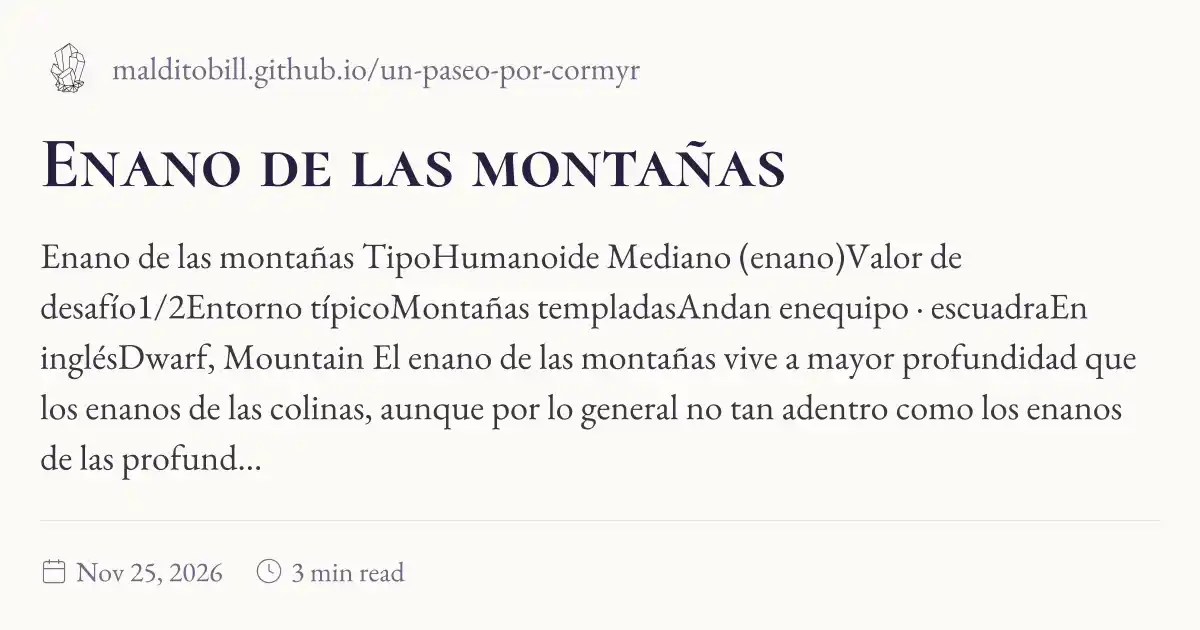 malditobill.github.io/un-paseo-por-cormyr
Enano de las montañas
Enano de las montañas TipoHumanoide Mediano (enano)Valor de
desafío1/2Entorno típicoMontañas templadasAndan enequipo · escuadraEn
inglésDwarf, Mountain El enano de las montañas vive a mayor profundidad que
los enanos de las colinas, aunque por lo general no tan adentro como los enanos
de las profund...
Nov 25, 2026 3 min read